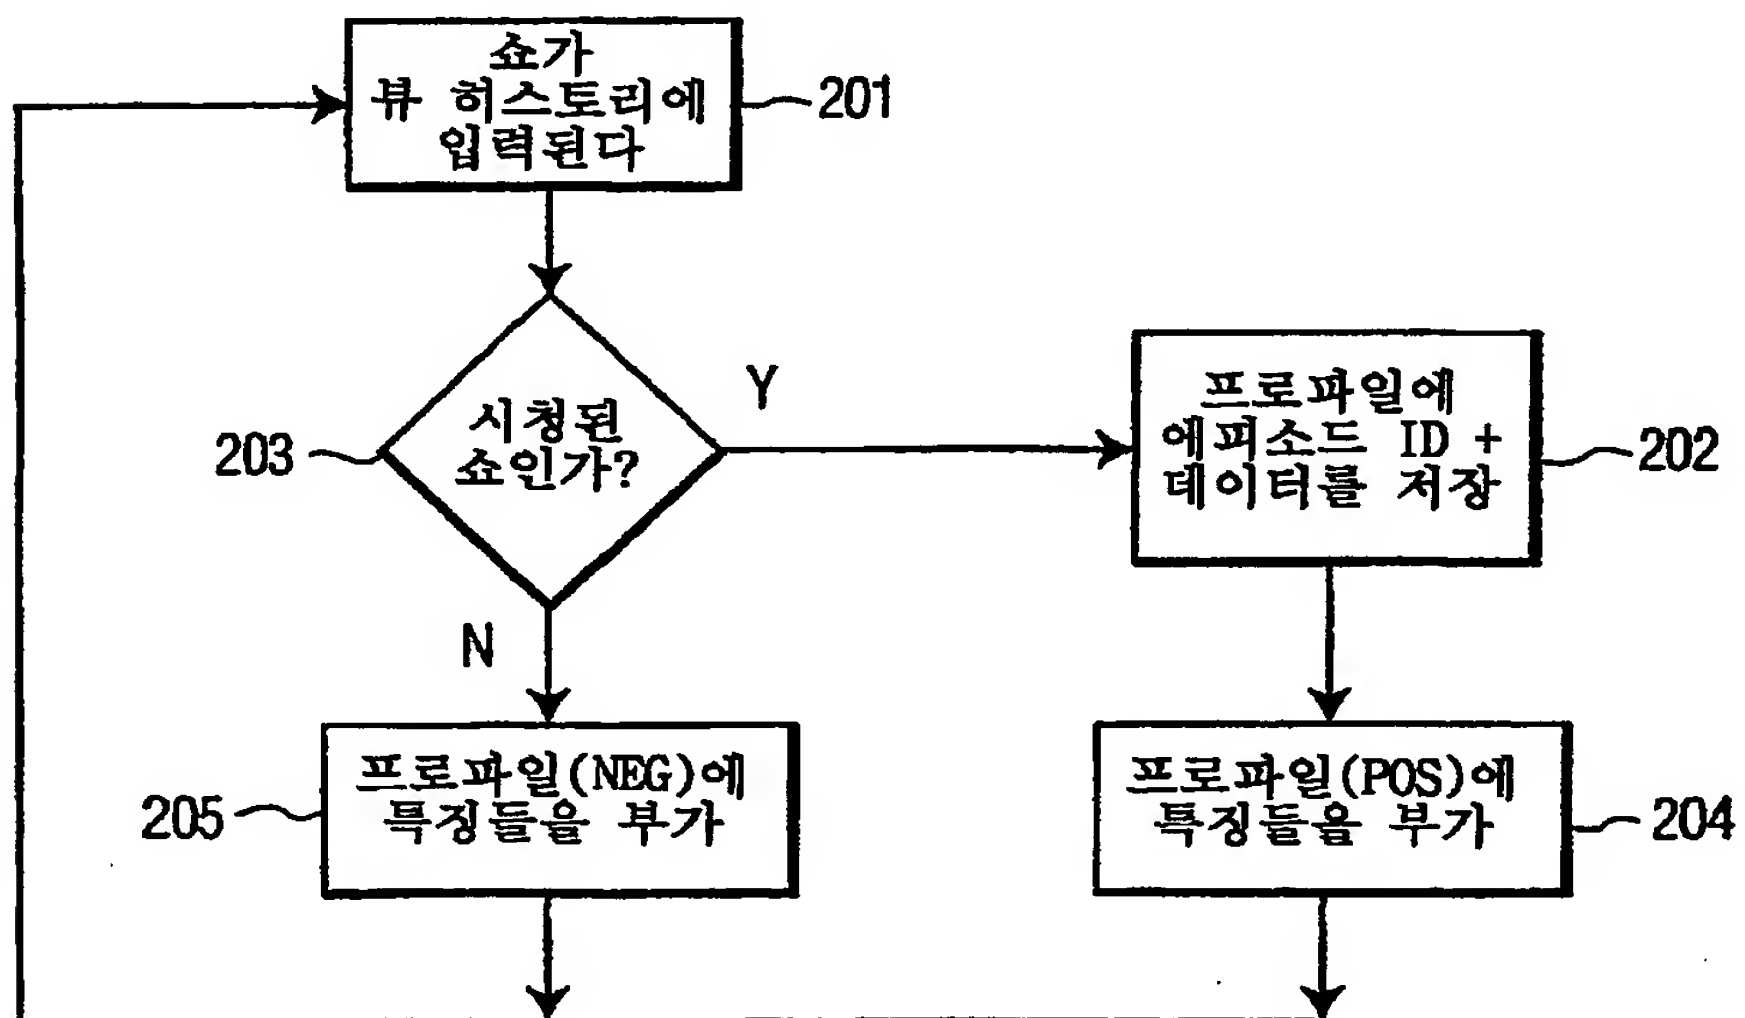 쇼가
뷰 허스토리에
입력된다
201
Y
시청된
쇼인가?
203
프로파일에
에피소드 ID +
데이터를 저장
202
N
프로파일(NEG)에
특징들을 부가
205
프로파일(POS)에
특징들을 부가
204